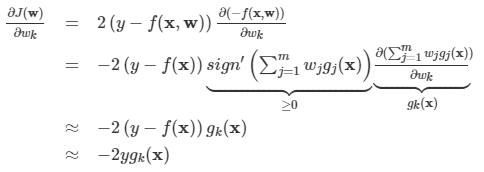 ∂J(w)/∂w_k = 2 (y − f(x, w)) ∂(−f(x,w))/∂w_k
= −2 (y − f(x)) sign′ (∑_{j=1}^{m} w_j g_j(x)) ∂(∑_{j=1}^{m} w_j g_j(x))/∂w_k
≥0 g_k(x)
≈ −2 (y − f(x)) g_k(x)
≈ −2y g_k(x)